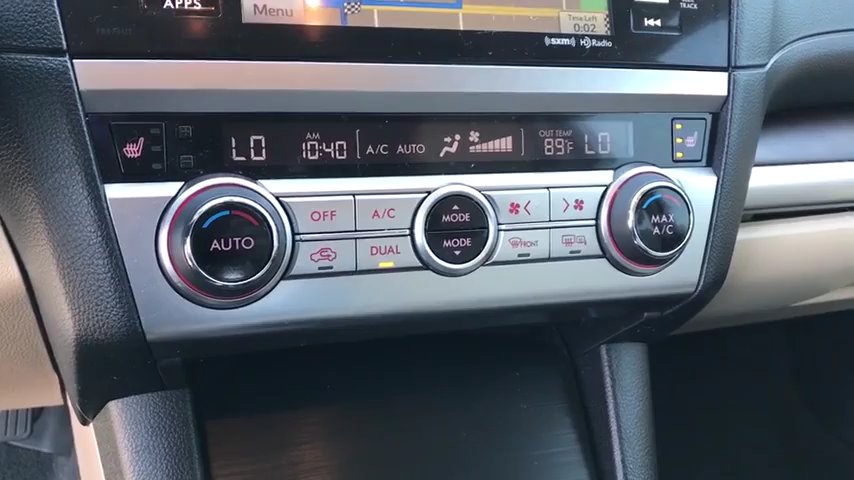 APPS
Menu
Time Left
0:02
TRACK
((sxm)) HD Radio
LO
AM
10:40
A/C AUTO
OUT TEMP
89°F
LO
AUTO
OFF
A/C
DUAL
MODE
MODE
FRONT
MAX
A/C